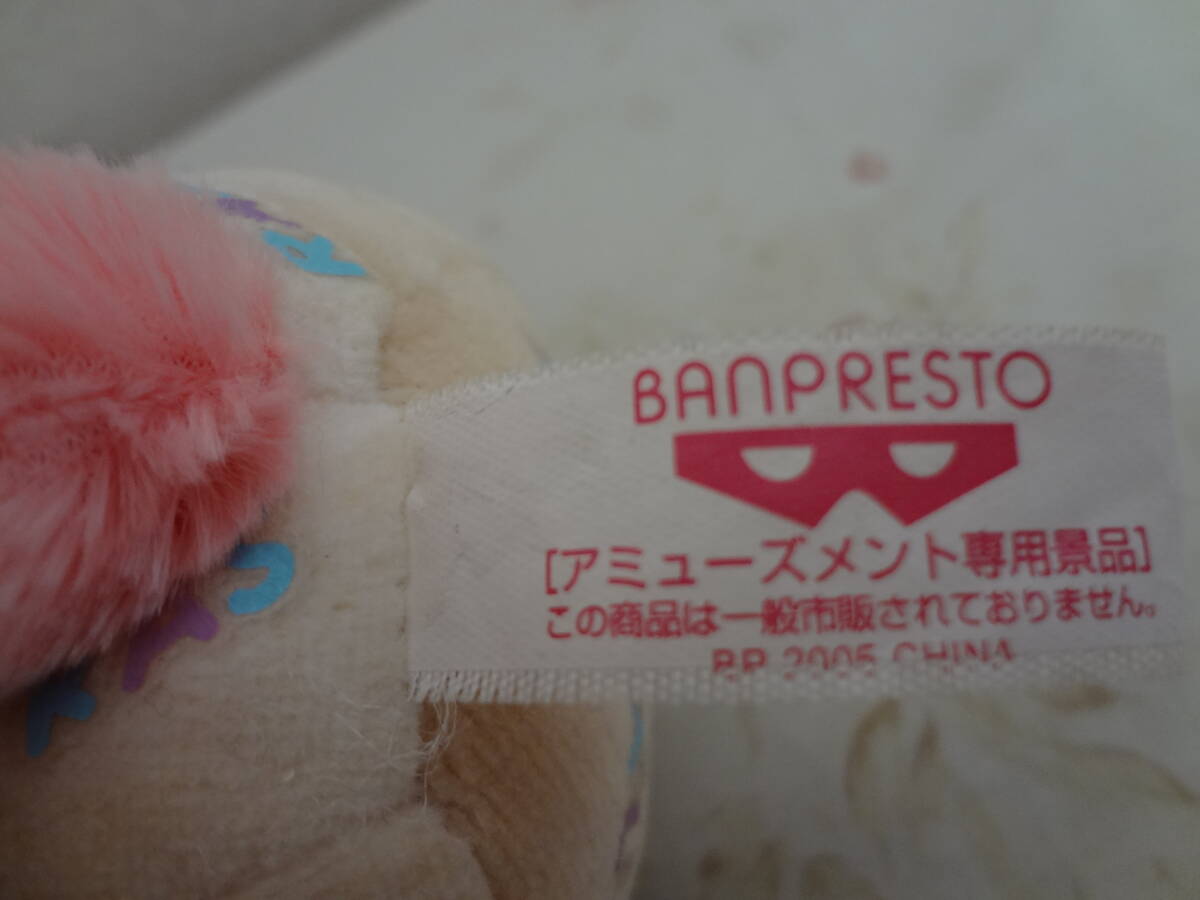 BANPRESTO
[アミューズメント専用景品]
この商品は一般市販されておりません。
BP 2005 CHINA